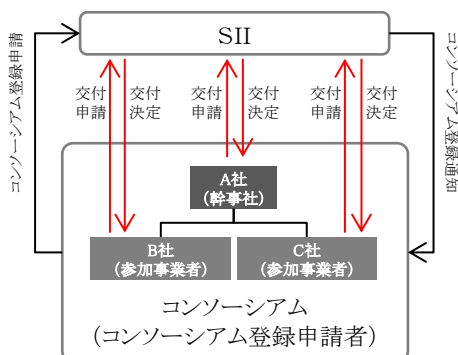 SII
コンソーシアム登録申請
交付
申請
交付
決定
交付
申請
交付
決定
交付
申請
交付
決定
コンソーシアム登録通知
A社
(幹事社)
B社
(参加事業者)
C社
(参加事業者)
コンソーシアム
(コンソーシアム登録申請者)